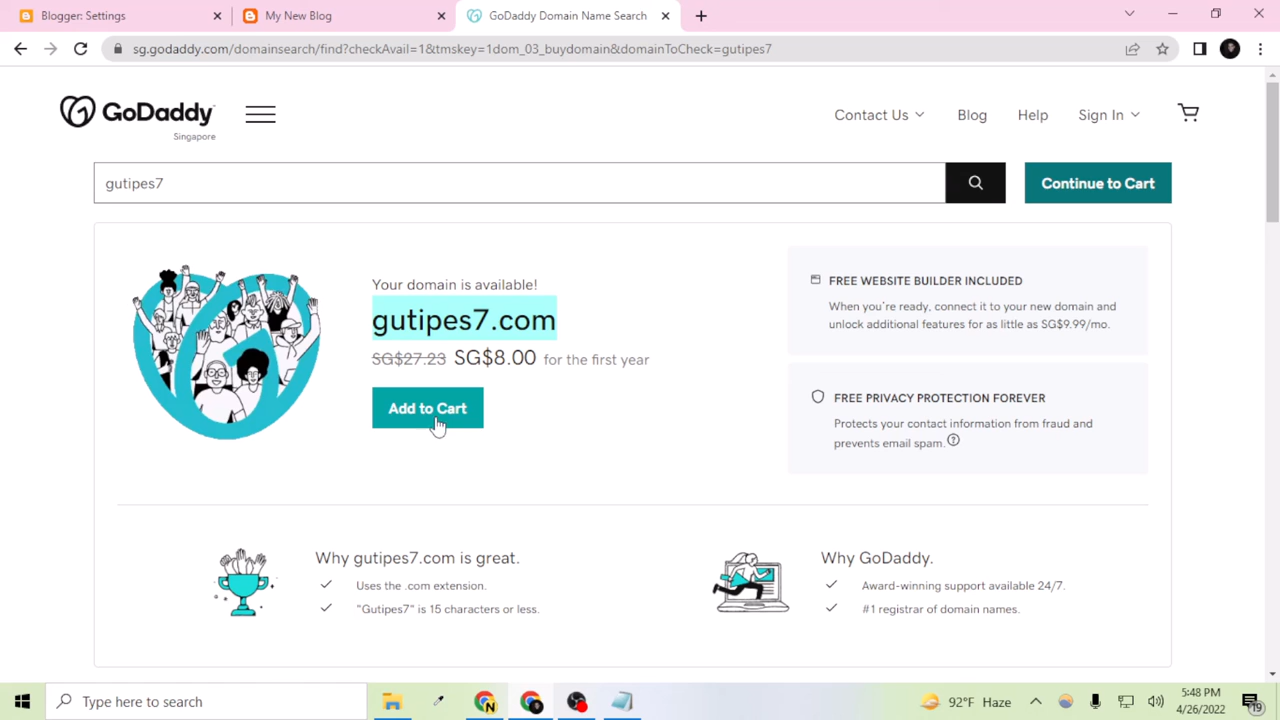 Blogger: Settings
My New Blog
GoDaddy Domain Name Search
sg.godaddy.com/domainsearch/find?checkAvail=1&tmskey=1dom_03_buydomain&domainToCheck=gutipes7
GoDaddy
Singapore
Contact Us
Blog
Help
Sign In
gutipes7
Continue to Cart
Your domain is available!
gutipes7.com
SG$27.23 SG$8.00 for the first year
Add to Cart
FREE WEBSITE BUILDER INCLUDED
When you're ready, connect it to your new domain and
unlock additional features for as little as SG$9.99/mo.
FREE PRIVACY PROTECTION FOREVER
Protects your contact information from fraud and
prevents email spam.
Why gutipes7.com is great.
Uses the .com extension.
"Gutipes7" is 15 characters or less.
Why GoDaddy.
Award-winning support available 24/7.
#1 registrar of domain names.
Type here to search
92°F Haze
5:48 PM
4/26/2022
19